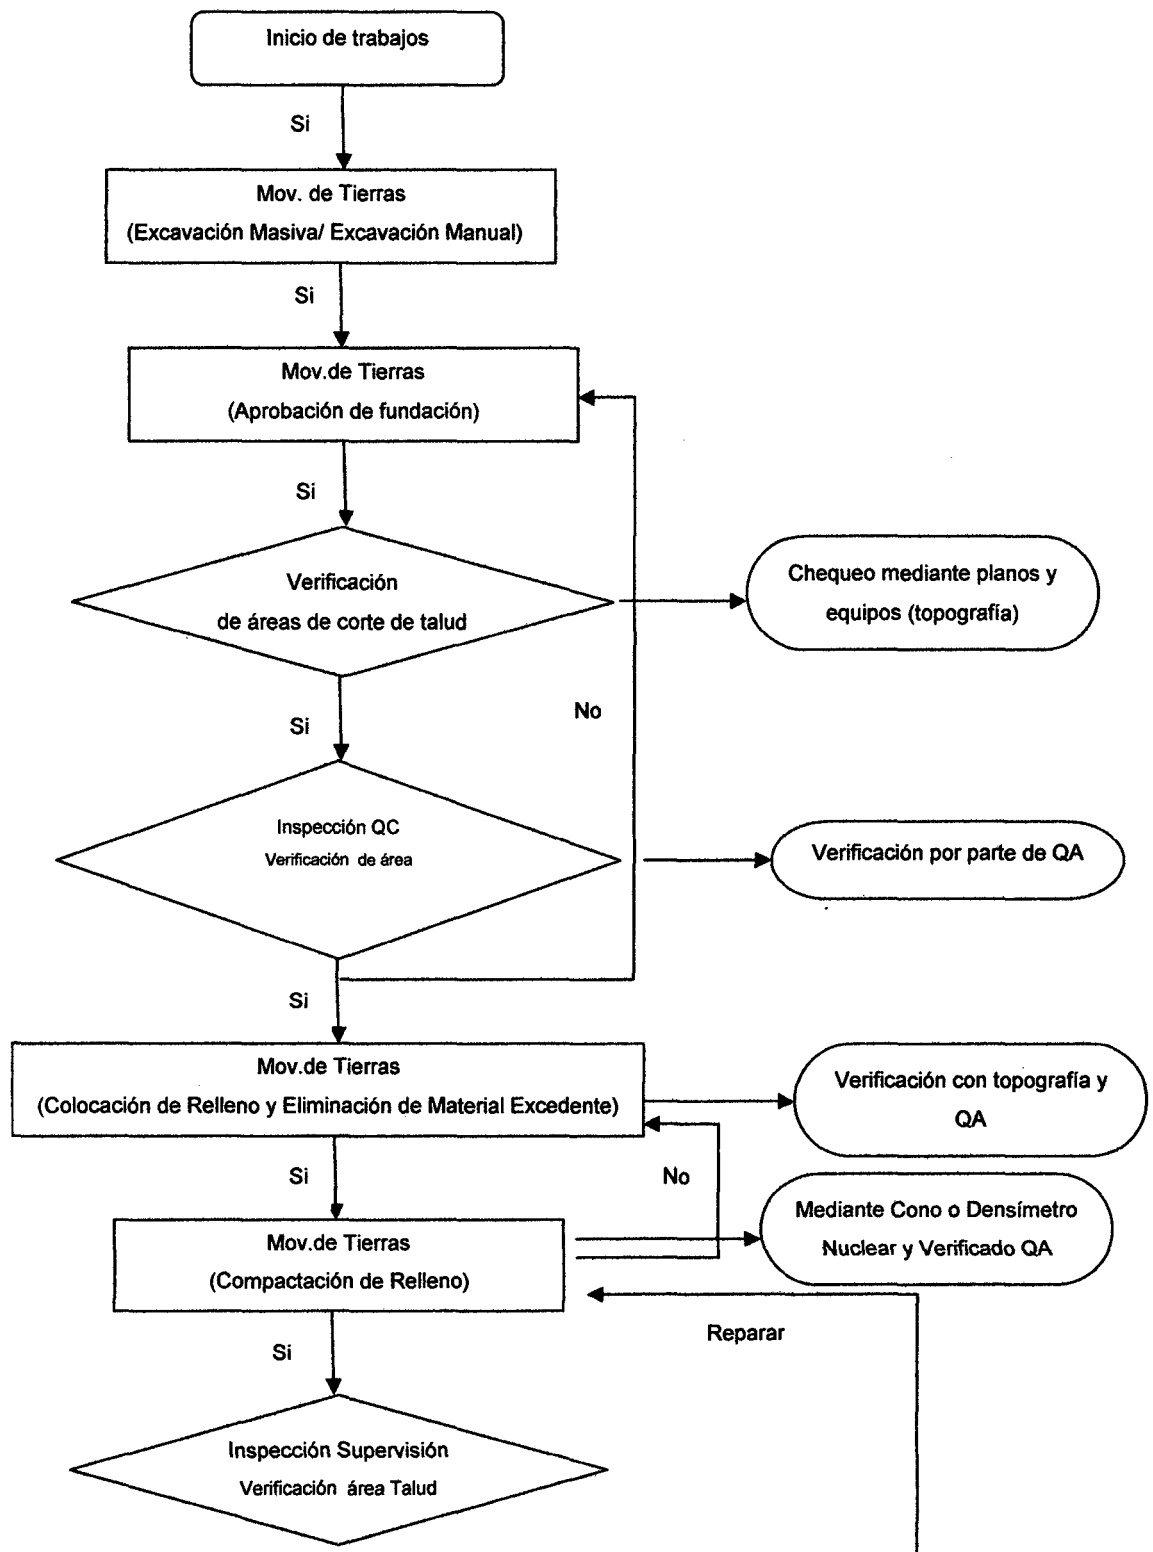 Inicio de trabajos
Si
Mov. de Tierras
(Excavación Masiva/ Excavación Manual)
Si
Mov.de Tierras
(Aprobación de fundación)
Si
Verificación
de áreas de corte de talud
Chequeo mediante planos y
equipos (topografía)
Si
No
Inspección QC
Verificación de área
Verificación por parte de QA
Si
Mov.de Tierras
(Colocación de Relleno y Eliminación de Material Excedente)
Verificación con topografía y
QA
Si
No
Mov.de Tierras
(Compactación de Relleno)
Mediante Cono o Densímetro
Nuclear y Verificado QA
Reparar
Si
Inspección Supervisión
Verificación área Talud